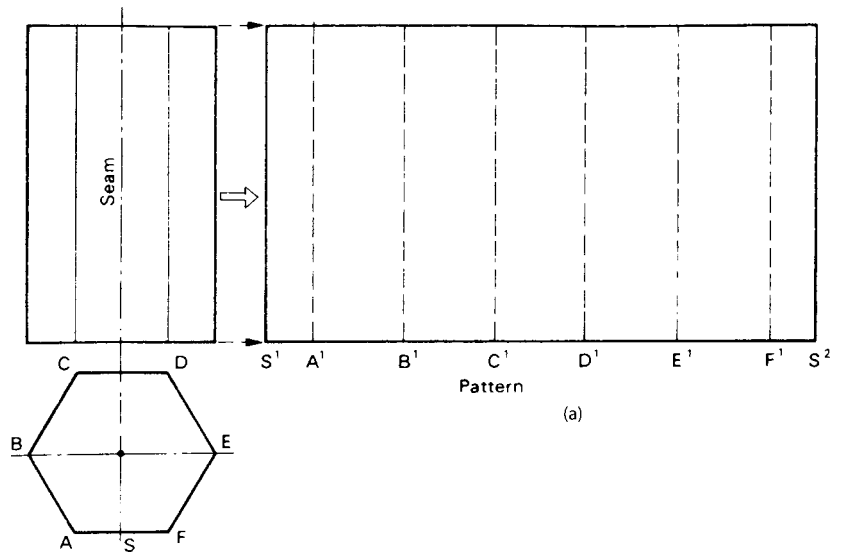 Seam
C D
S¹ A¹ B¹ C¹ D¹ E¹ F¹ S²
Pattern
(a)
B E
A S F